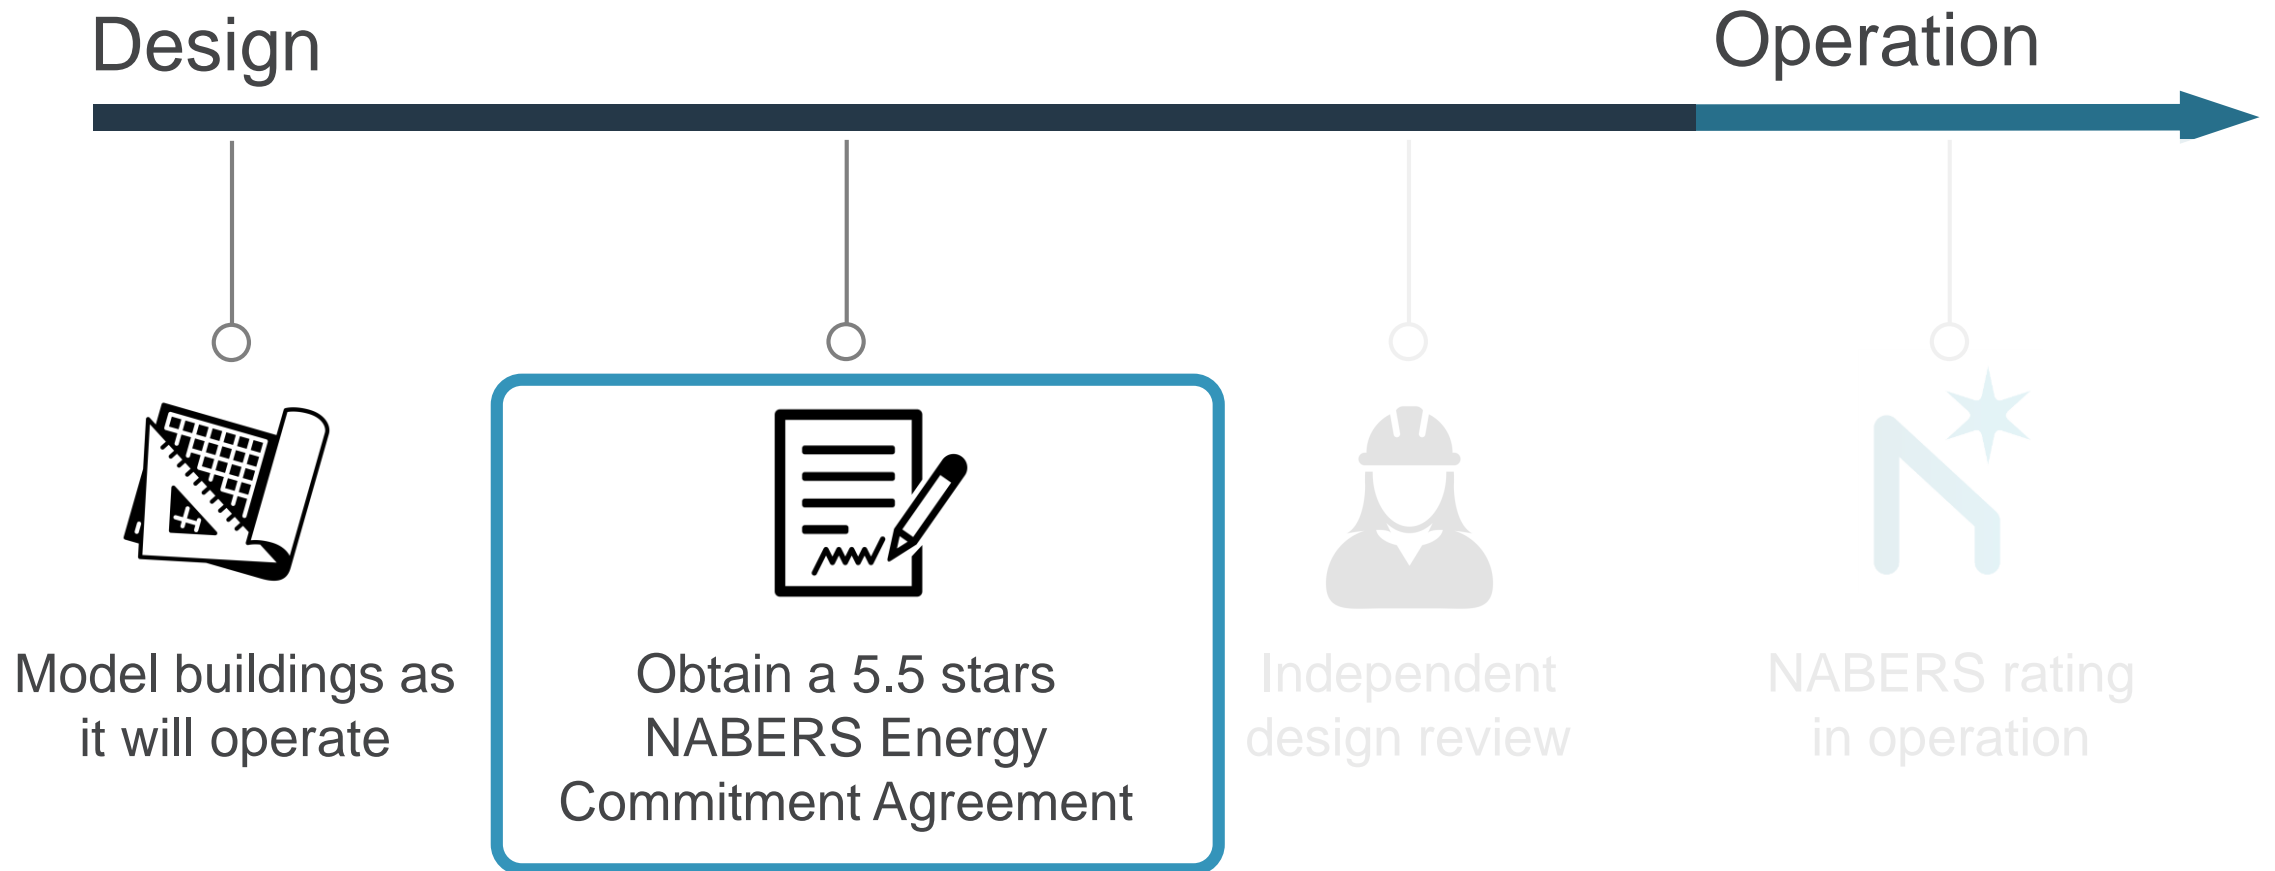 Design
Operation
Model buildings as
it will operate
Obtain a 5.5 stars
NABERS Energy
Commitment Agreement
Independent
design review
NABERS rating
in operation